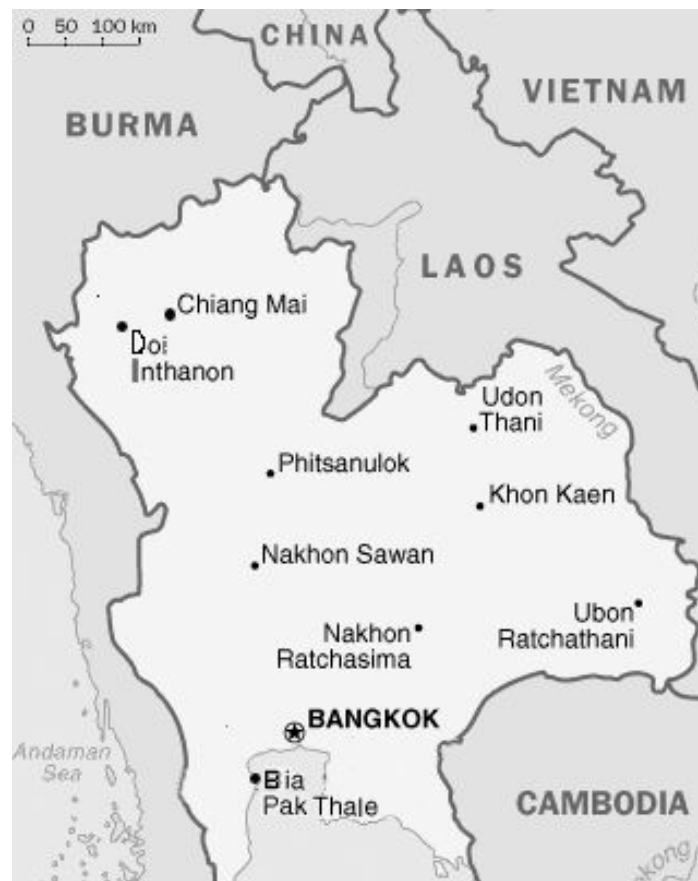 0 50 100 km
CHINA
VIETNAM
BURMA
LAOS
Chiang Mai
Doi
Inthanon
Mekong
Udon
Thani
Phitsanulok
Khon Kaen
Nakhon Sawan
Ubon
Ratchathani
Nakhon
Ratchasima
BANGKOK
Andaman
Sea
Bia
Pak Thale
CAMBODIA
Mekong